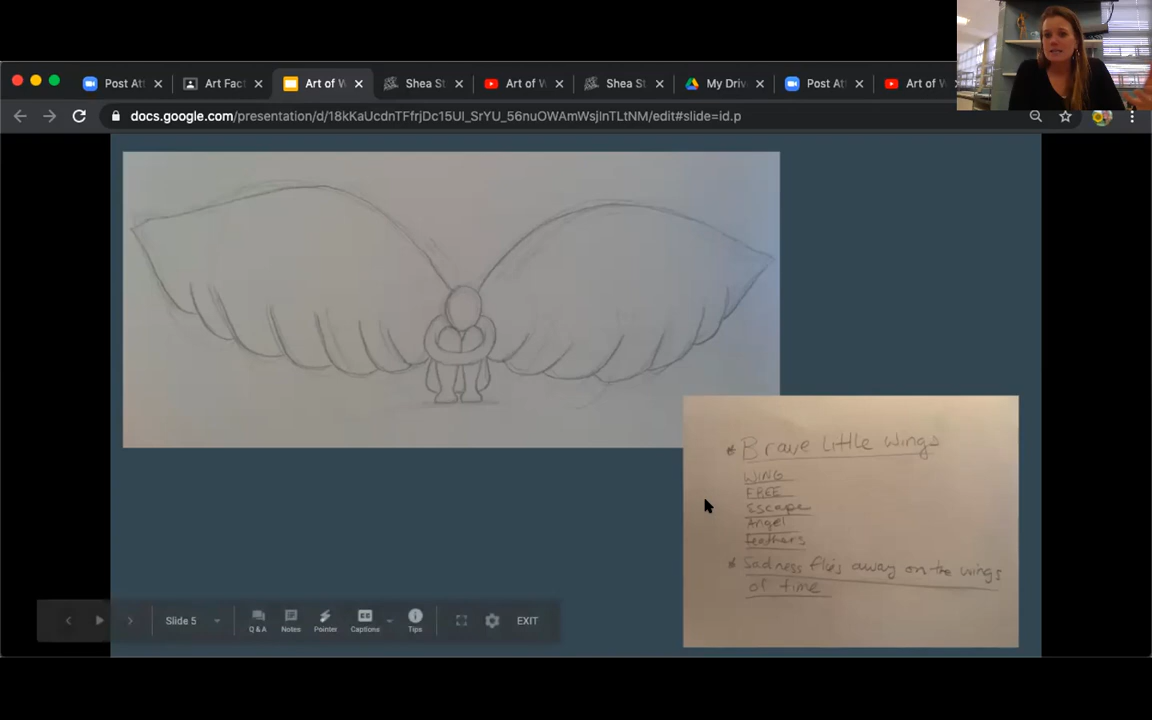 Post At
Art Fact
Art of W
Shea St
Art of W
Shea St
My Driv
Post At
Art of W
docs.google.com/presentation/d/18kKaUcdnTFfrjDc15UI_SrYU_56nuOWAmWsjInTLtNM/edit#slide=id.p
* Brave little wings
WING
FREE
Escape
Angel
feathers
* Sadness flies away on the wings
of time
Slide 5
Q & A
Notes
Pointer
Captions
Tips
EXIT